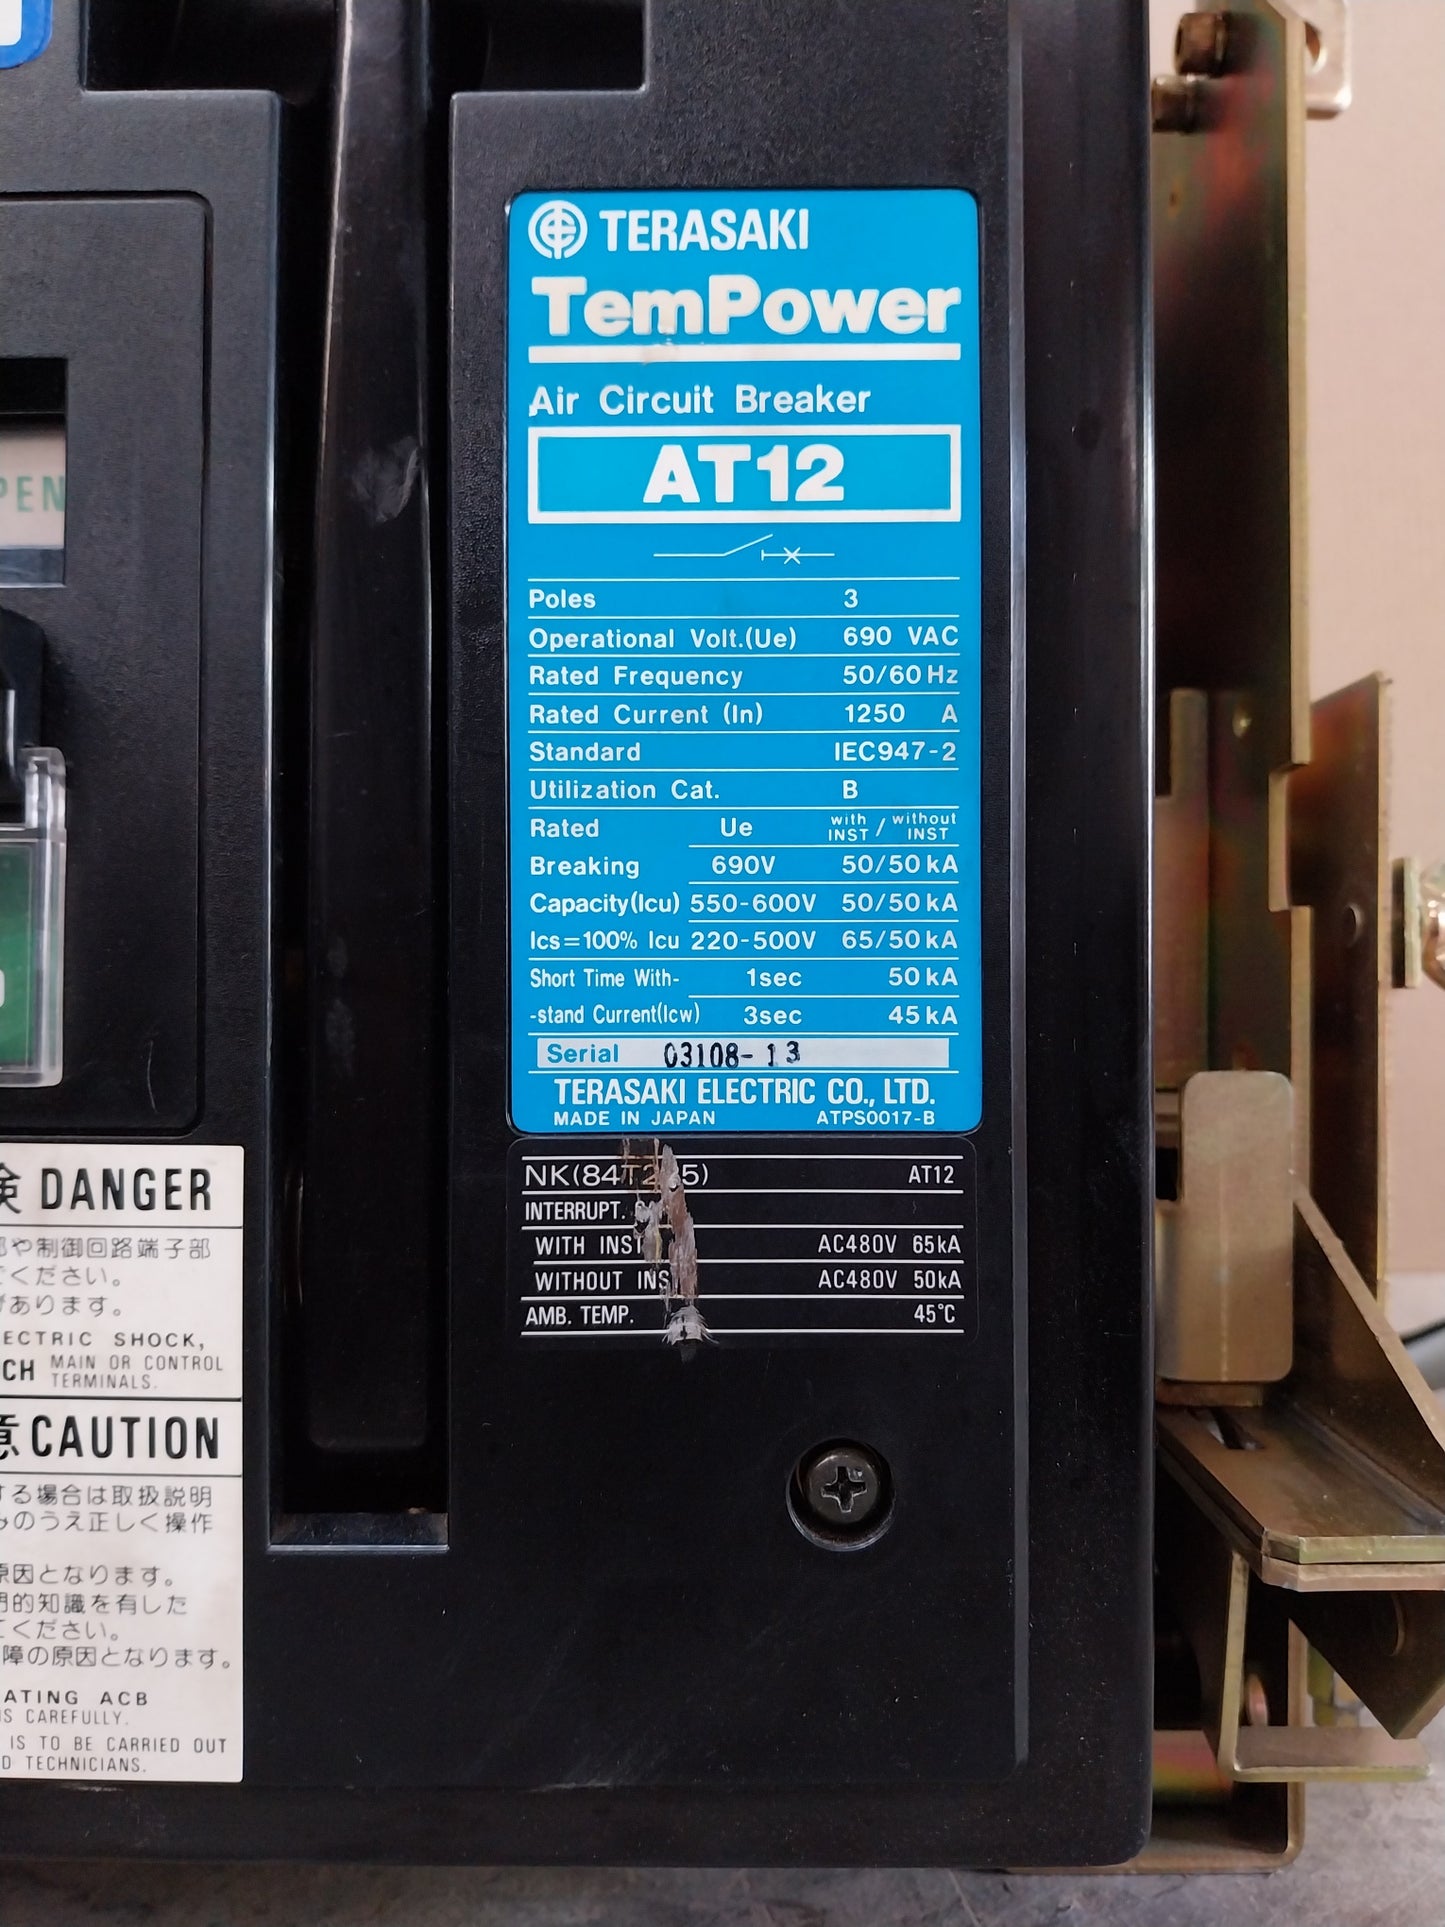 TERASAKI
TemPower
Air Circuit Breaker
AT12
Poles 3
Operational Volt.(Ue) 690 VAC
Rated Frequency 50/60 Hz
Rated Current (In) 1250 A
Standard IEC947-2
Utilization Cat. B
Rated Ue with INST / without INST
Breaking 690V 50/50 kA
Capacity(Icu) 550-600V 50/50 kA
Ics=100% Icu 220-500V 65/50 kA
Short Time With- 1sec 50 kA
-stand Current(Icw) 3sec 45 kA
Serial 03108-13
TERASAKI ELECTRIC CO., LTD.
MADE IN JAPAN ATPS0017-B
AT12
INTERRUPT.
WITH INST AC480V 65kA
WITHOUT AC480V 50kA
AMB. TEMP. 45°C
PEN
険 DANGER
部や制御回路端子部
ください。
あります。
ECTRIC SHOCK,
CH MAIN OR CONTROL
TERMINALS.
意 CAUTION
する場合は取扱説明
みのうえ正しく操作
原因となります。
門的知識を有した
てください。
障の原因となります。
ATING ACB
S CAREFULLY.
IS TO BE CARRIED OUT
D TECHNICIANS.